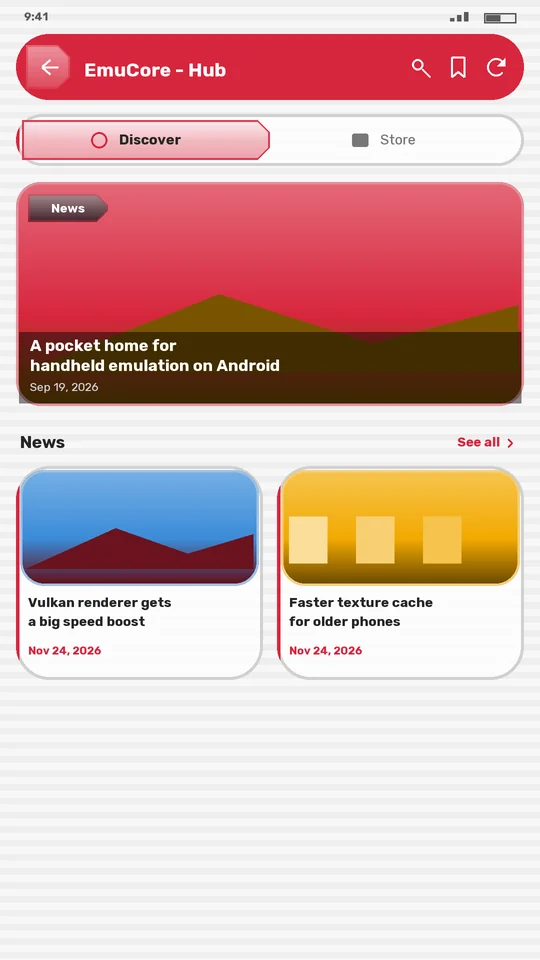 9:41
EmuCore - Hub
Discover
Store
News
A pocket home for
handheld emulation on Android
Sep 19, 2026
News
See all
Vulkan renderer gets
a big speed boost
Nov 24, 2026
Faster texture cache
for older phones
Nov 24, 2026